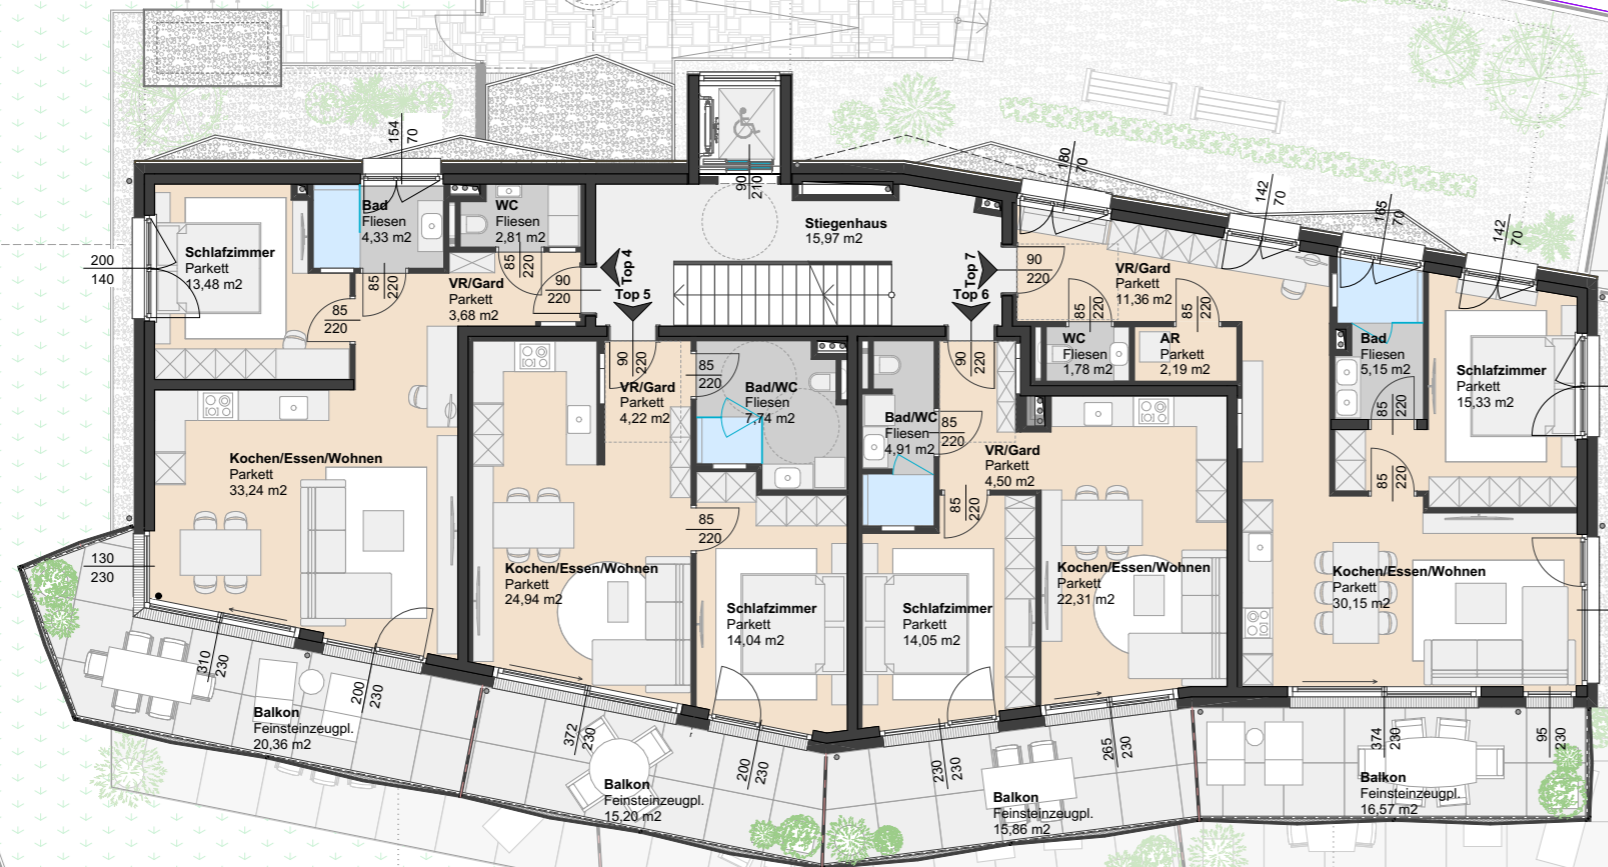 154
70
90
210
180
70
142
70
165
70
142
70
200
140
Schlafzimmer
Parkett
13,48 m2
Bad
Fliesen
4,33 m2
85
220
WC
Fliesen
2,81 m2
85
220
VR/Gard
Parkett
3,68 m2
90
220
85
220
Kochen/Essen/Wohnen
Parkett
33,24 m2
130
230
310
230
200
230
Balkon
Feinsteinzeugpl.
20,36 m2
Stiegenhaus
15,97 m2
Top 4
Top 5
Top 6
Top 7
90
220
VR/Gard
Parkett
4,22 m2
85
220
Bad/WC
Fliesen
7,74 m2
Kochen/Essen/Wohnen
Parkett
24,94 m2
85
220
Schlafzimmer
Parkett
14,04 m2
372
230
200
230
Balkon
Feinsteinzeugpl.
15,20 m2
90
220
Bad/WC
Fliesen
4,91 m2
85
220
VR/Gard
Parkett
4,50 m2
85
220
Schlafzimmer
Parkett
14,05 m2
Kochen/Essen/Wohnen
Parkett
22,31 m2
230
230
265
230
Balkon
Feinsteinzeugpl.
15,86 m2
90
220
VR/Gard
Parkett
11,36 m2
85
220
85
220
WC
Fliesen
1,78 m2
AR
Parkett
2,19 m2
Bad
Fliesen
5,15 m2
85
220
Schlafzimmer
Parkett
15,33 m2
85
220
Kochen/Essen/Wohnen
Parkett
30,15 m2
374
230
95
230
Balkon
Feinsteinzeugpl.
16,57 m2